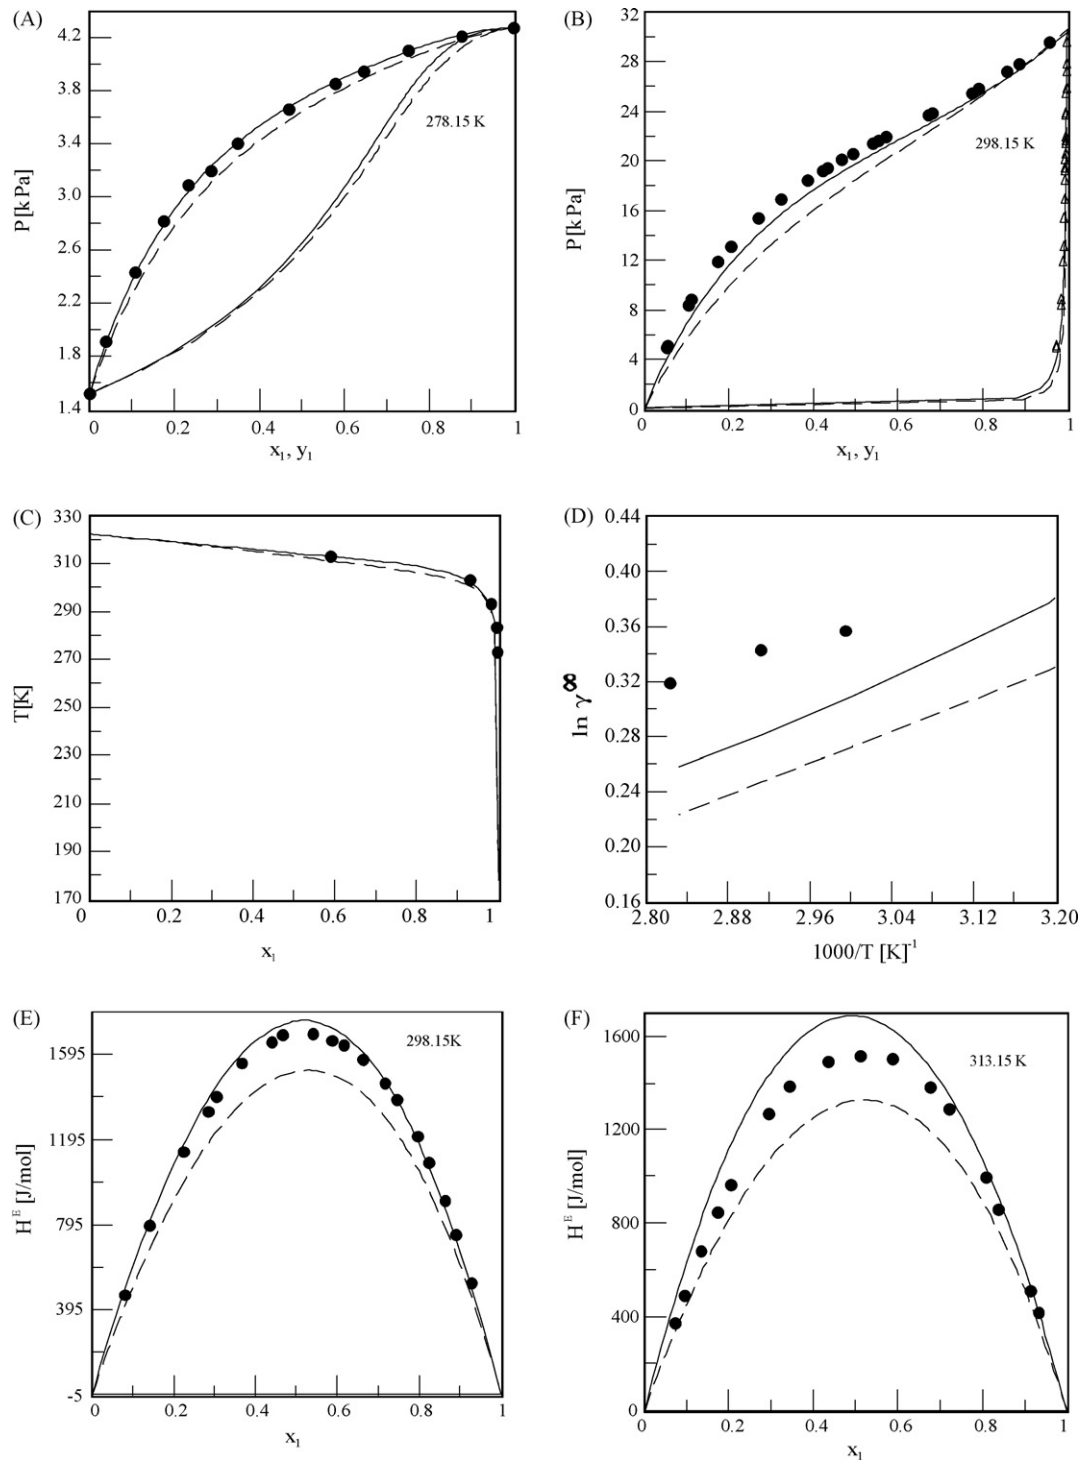 (A)
4.2
3.8
3.4
3.0
2.6
2.2
1.8
1.4
P [k Pa]
278.15 K
0 0.2 0.4 0.6 0.8 1
x1, y1
(B)
32
28
24
20
16
12
8
4
0
P [k Pa]
298.15 K
0 0.2 0.4 0.6 0.8 1
x1, y1
(C)
330
310
290
270
250
230
210
190
170
T[K]
0 0.2 0.4 0.6 0.8 1
x1
(D)
0.44
0.40
0.36
0.32
0.28
0.24
0.20
0.16
ln γ∞
2.80 2.88 2.96 3.04 3.12 3.20
1000/T [K]-1
(E)
1595
1195
795
395
-5
HE [J/mol]
298.15K
0 0.2 0.4 0.6 0.8 1
x1
(F)
1600
1200
800
400
0
HE [J/mol]
313.15 K
0 0.2 0.4 0.6 0.8 1
x1